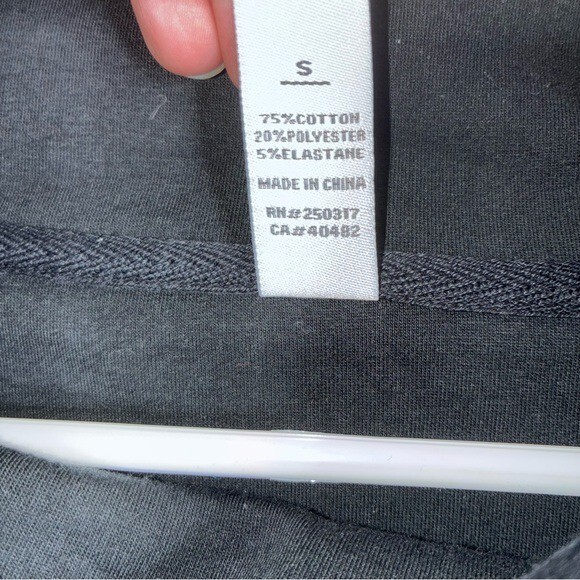 S
75%COTTON
20%POLYESTER
5%ELASTANE
MADE IN CHINA
RN#250317
CA#40482